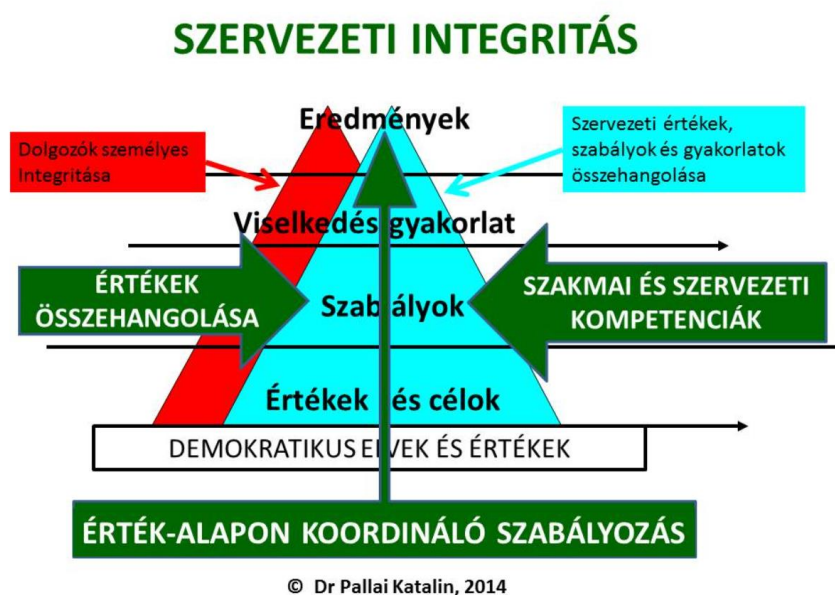 SZERVEZETI INTEGRITÁS
Eredmények
Dolgozók személyes
Integritása
Szervezeti értékek,
szabályok és gyakorlatok
összehangolása
Viselkedés gyakorlat
ÉRTÉKEK
ÖSSZEHANGOLÁSA
Szabályok
SZAKMAI ÉS SZERVEZETI
KOMPETENCIÁK
Értékek és célok
DEMOKRATIKUS ELVEK ÉS ÉRTÉKEK
ÉRTÉK-ALAPON KOORDINÁLÓ SZABÁLYOZÁS
© Dr Pallai Katalin, 2014